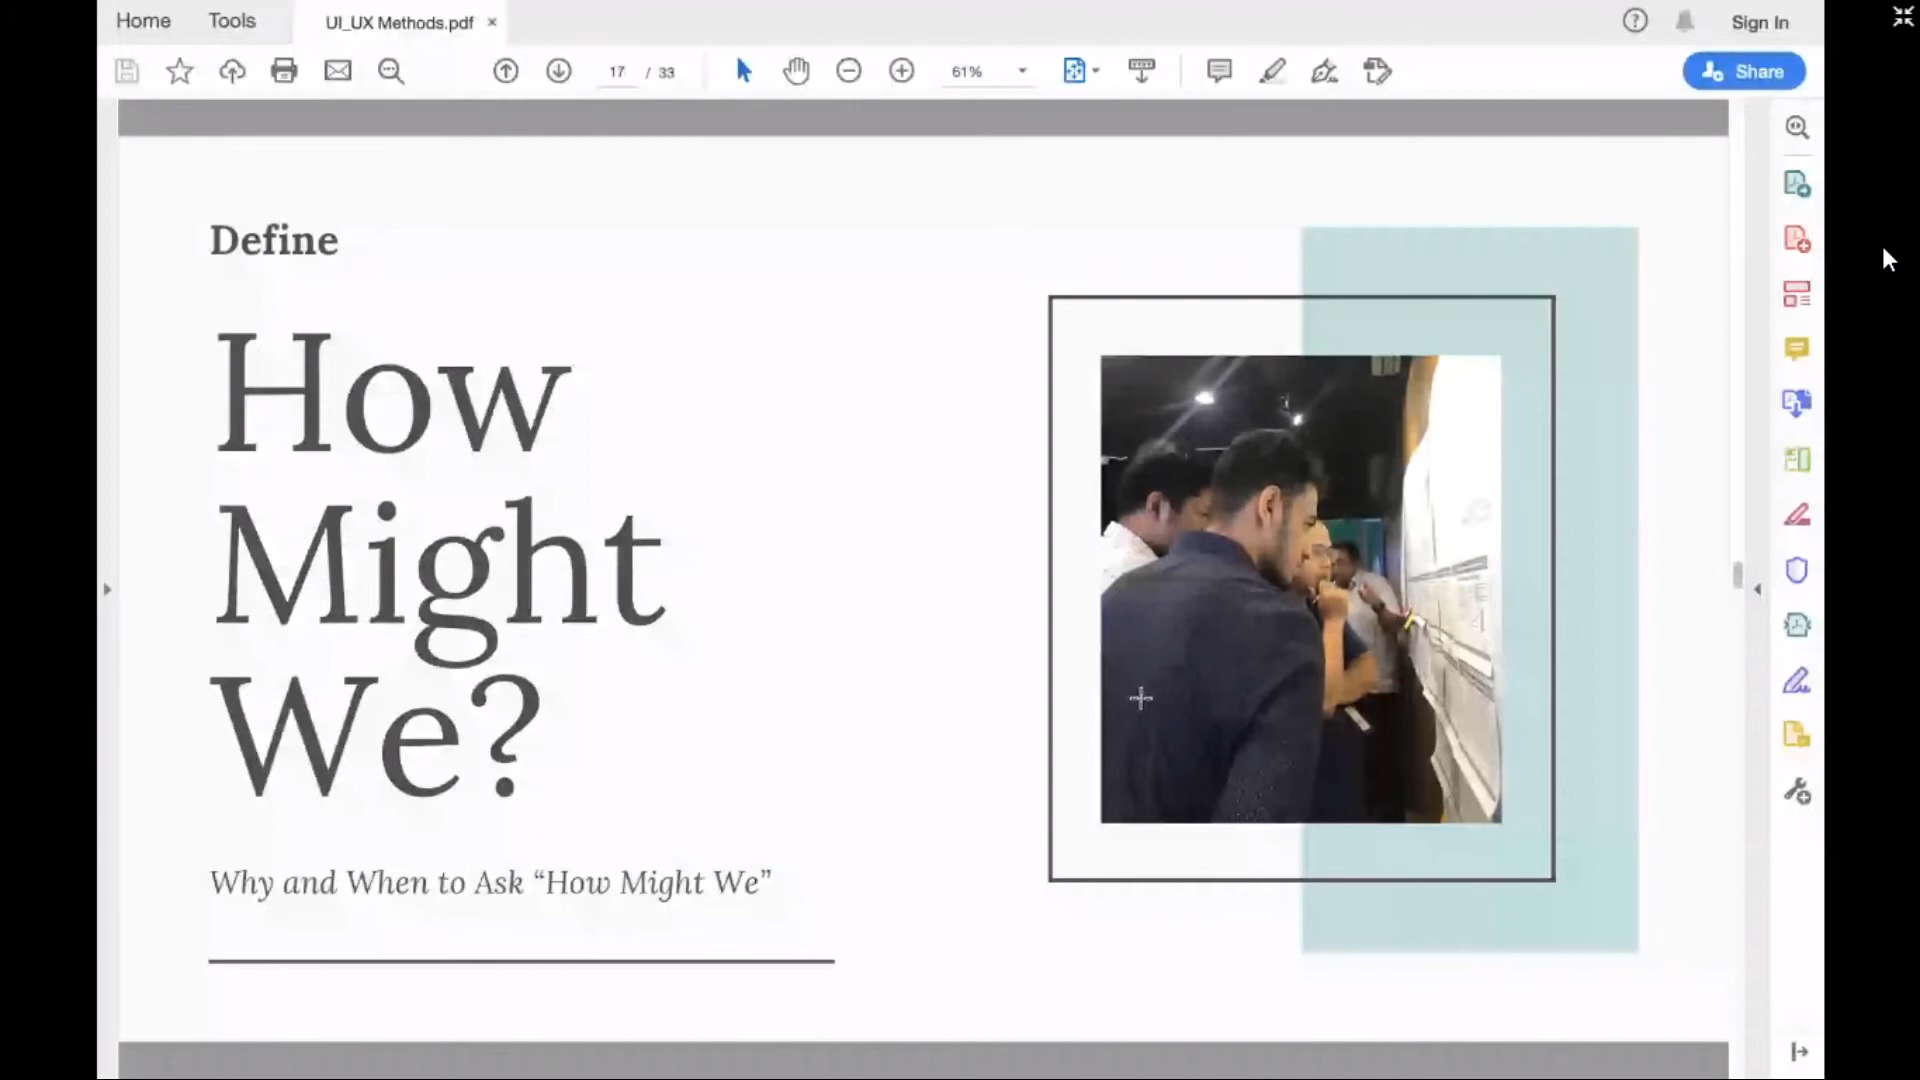 Home Tools UI_UX Methods.pdf × Sign In
17 / 33 61% Share
Define
How
Might
We?
Why and When to Ask “How Might We”